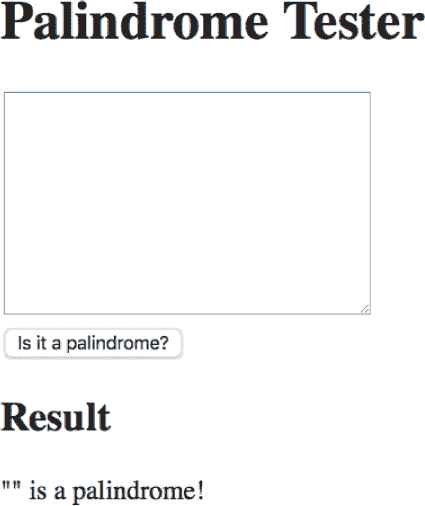 Palindrome Tester
Is it a palindrome?
Result
"" is a palindrome!